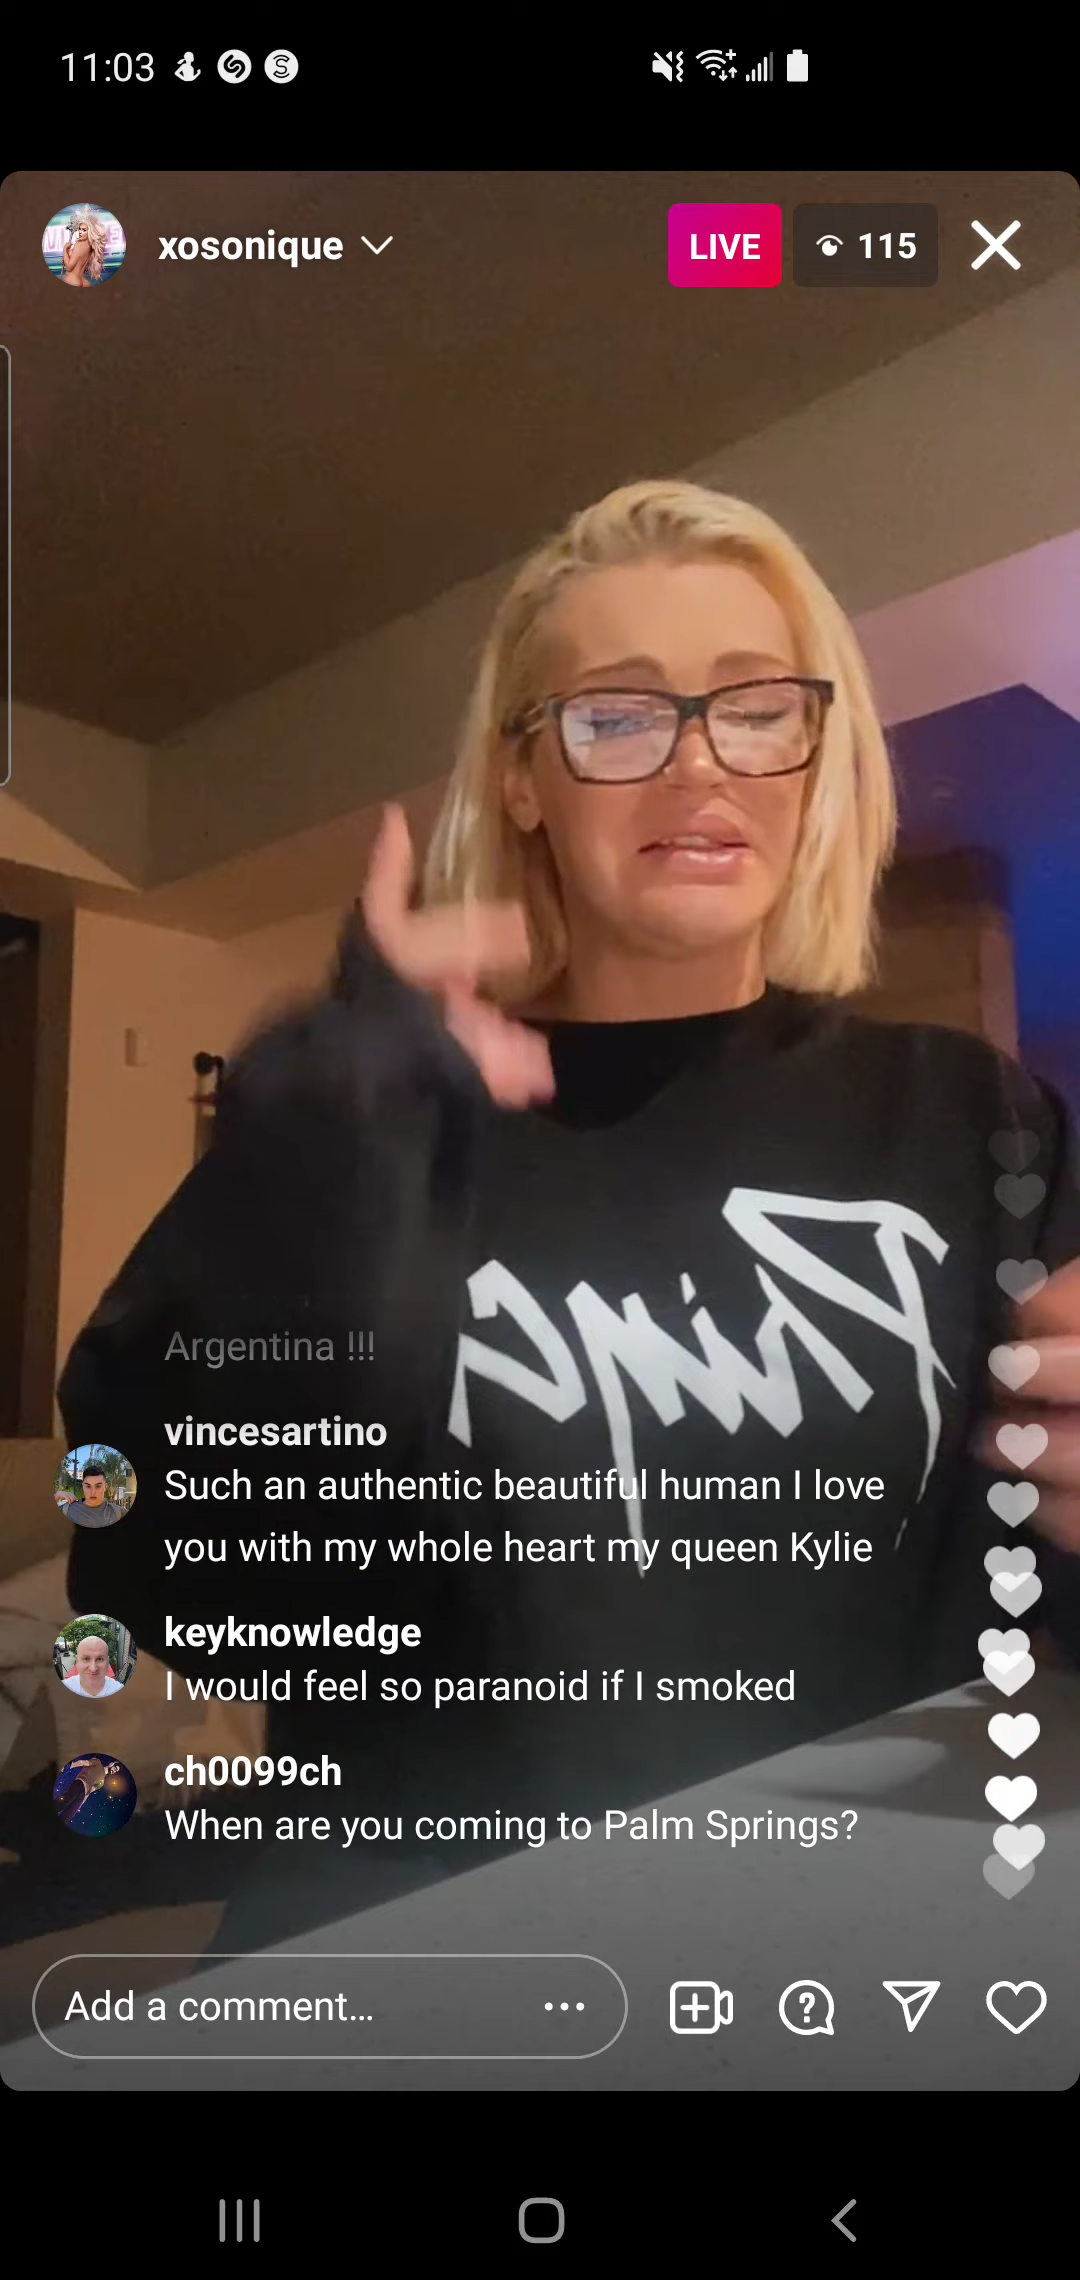 11:03
xosonique
LIVE
115
Argentina !!!
vincesartino
Such an authentic beautiful human I love
you with my whole heart my queen Kylie
keyknowledge
I would feel so paranoid if I smoked
ch0099ch
When are you coming to Palm Springs?
Add a comment...